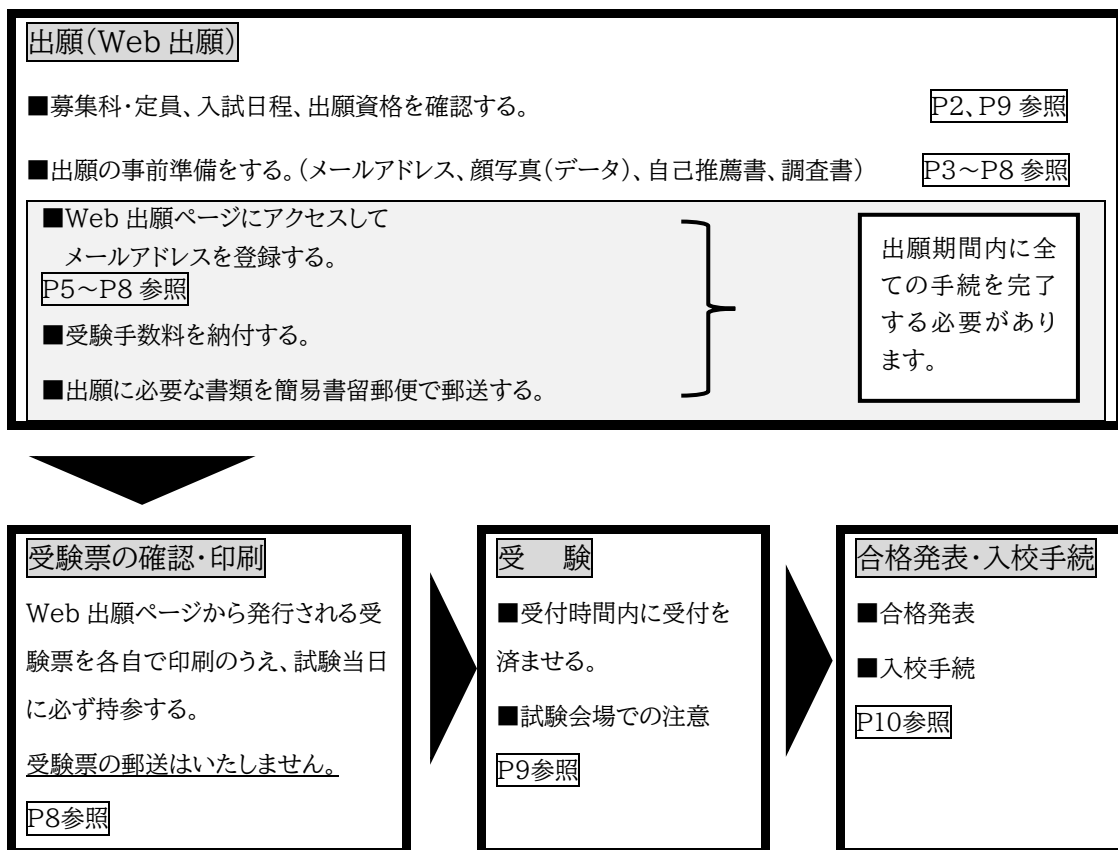 出願(Web 出願)
■募集科・定員、入試日程、出願資格を確認する。 P2、P9 参照
■出願の事前準備をする。(メールアドレス、顔写真(データ)、自己推薦書、調査書) P3～P8 参照
■Web 出願ページにアクセスして
メールアドレスを登録する。
P5～P8 参照
■受験手数料を納付する。
■出願に必要な書類を簡易書留郵便で郵送する。
出願期間内に全
ての手続を完了
する必要があり
ます。
受験票の確認・印刷
Web 出願ページから発行される受
験票を各自で印刷のうえ、試験当日
に必ず持参する。
受験票の郵送はいたしません。
P8参照
受 験
■受付時間内に受付を
済ませる。
■試験会場での注意
P9参照
合格発表・入校手続
■合格発表
■入校手続
P10参照